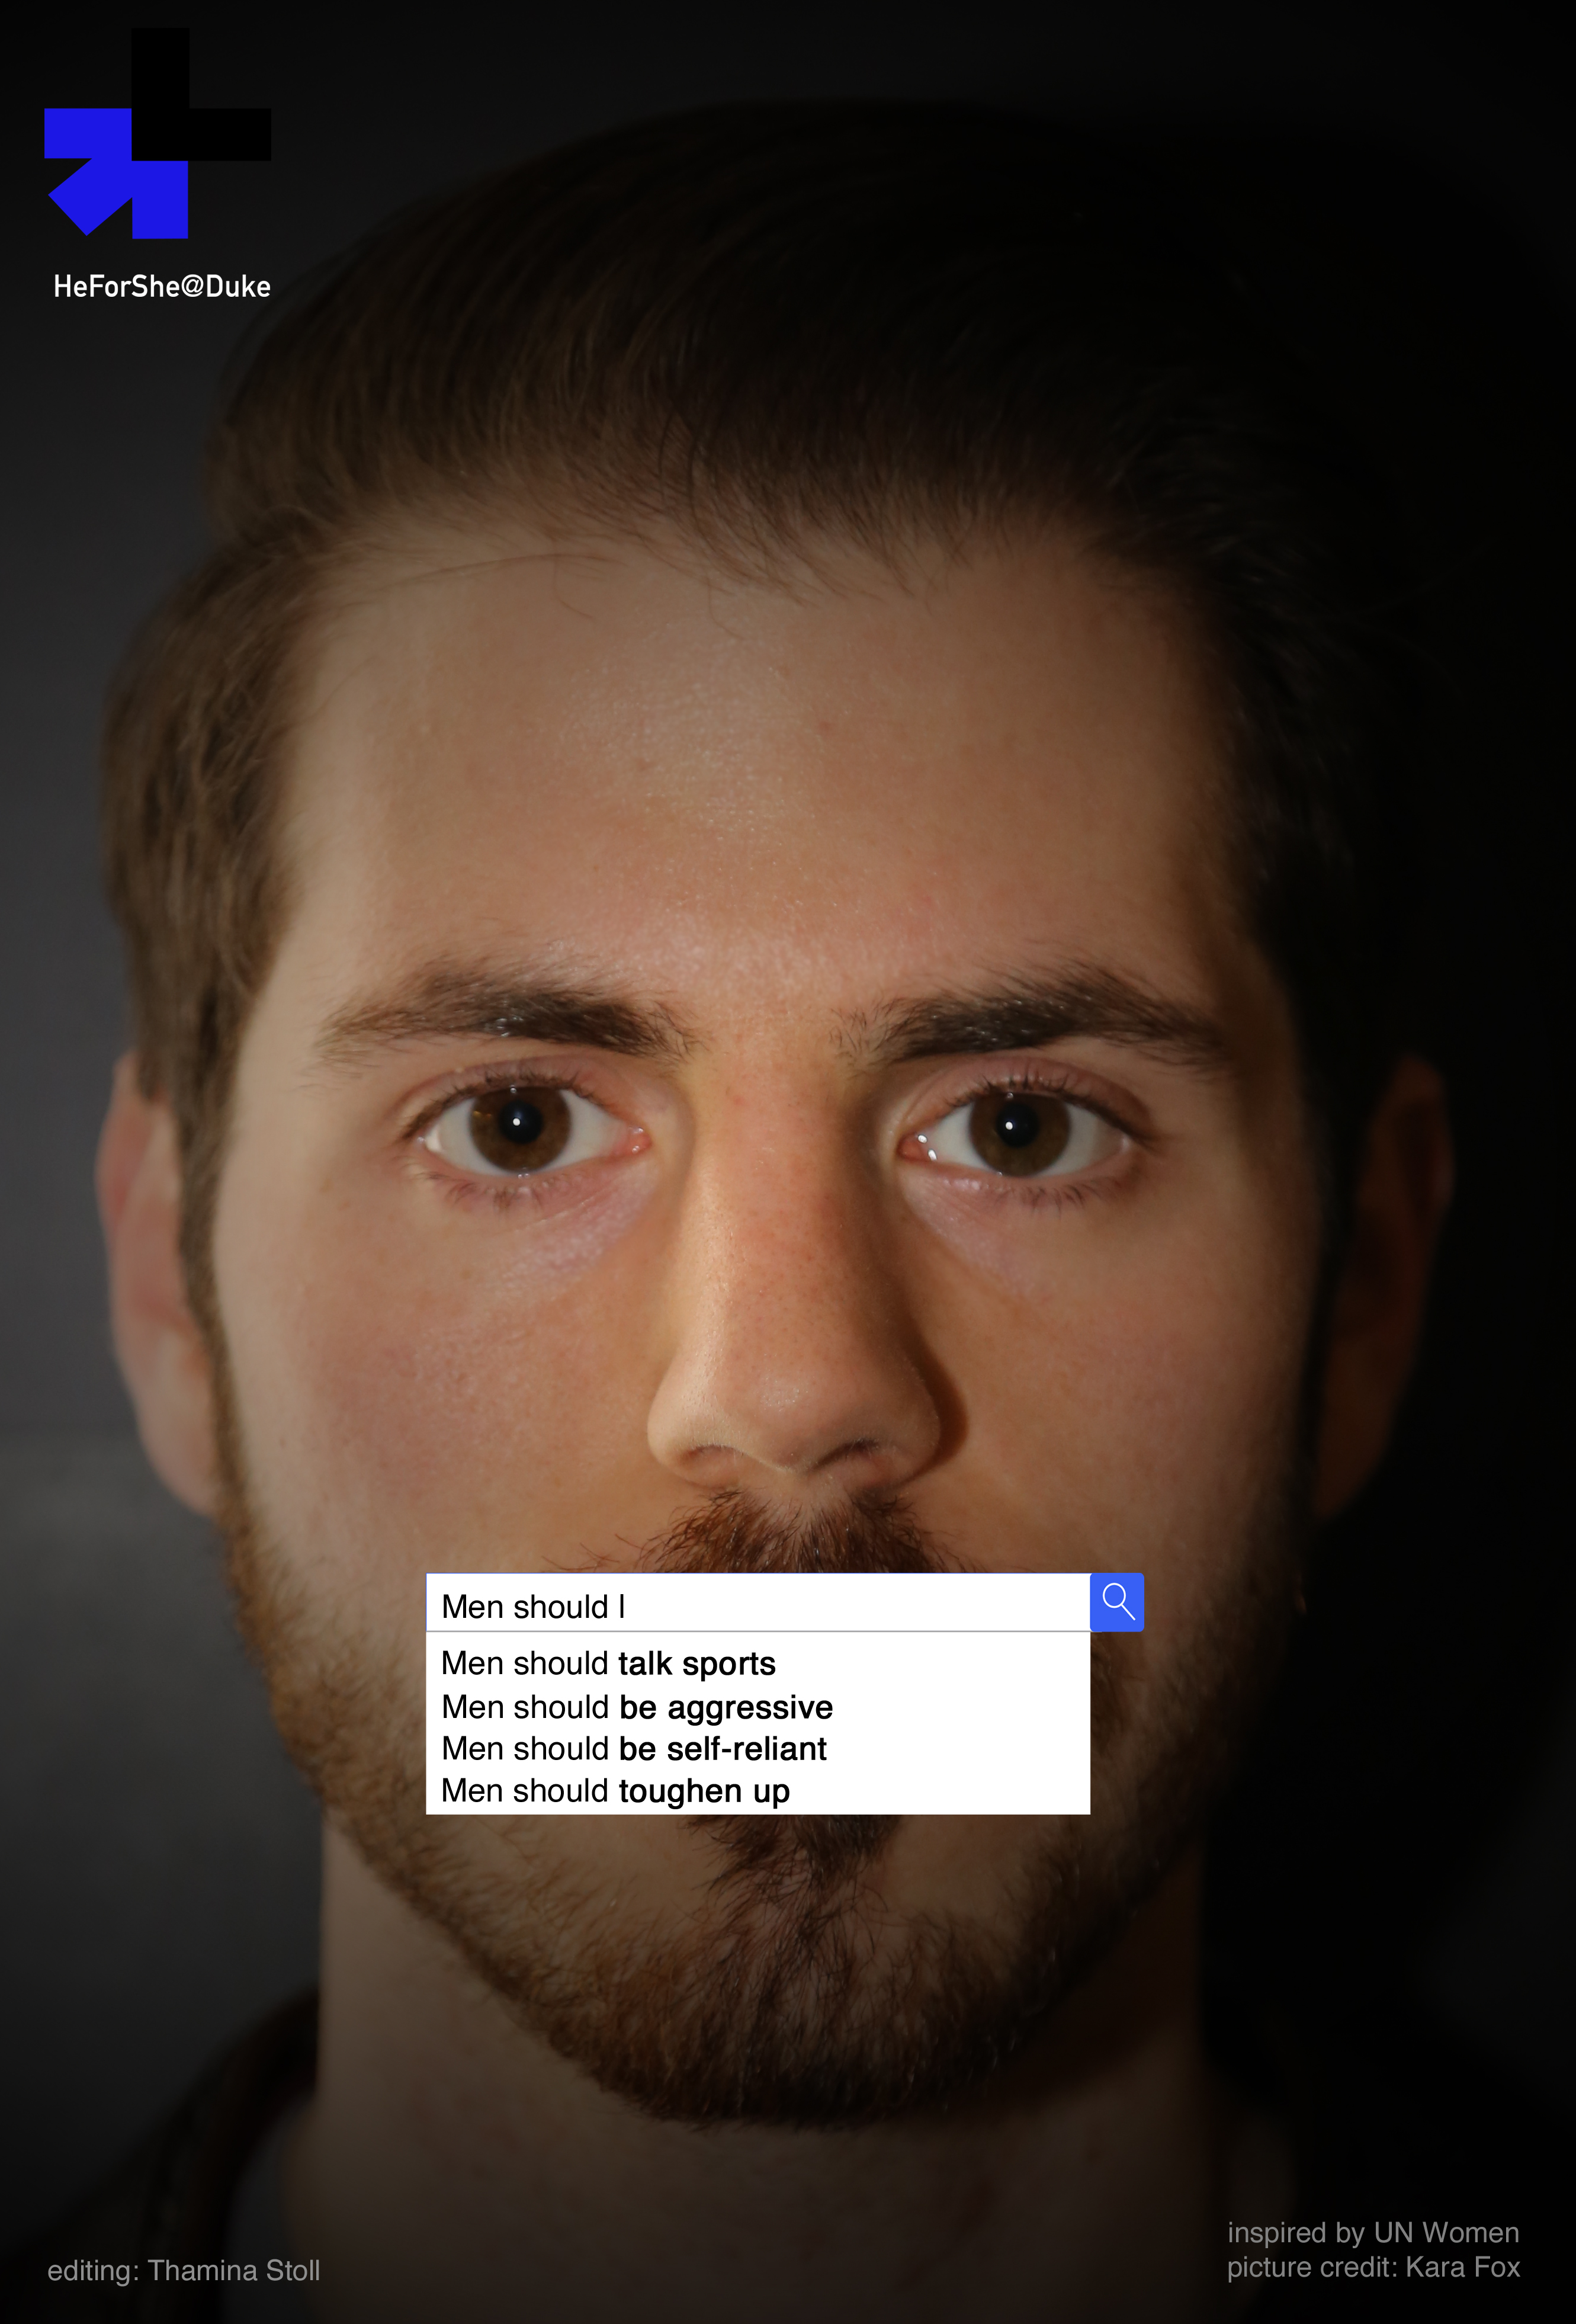 HeForShe@Duke
Men should |
Men should talk sports
Men should be aggressive
Men should be self-reliant
Men should toughen up
editing: Thamina Stoll
inspired by UN Women
picture credit: Kara Fox